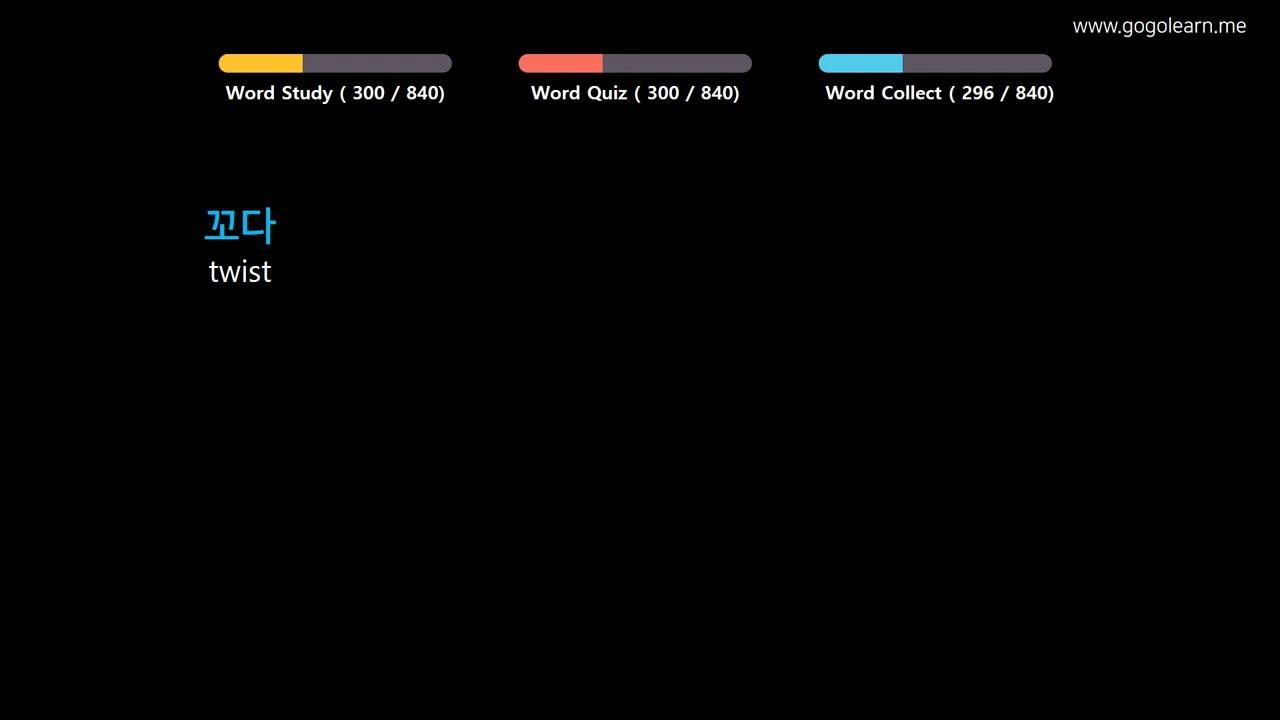 www.gogolearn.me
Word Study ( 300 / 840)
Word Quiz ( 300 / 840)
Word Collect ( 296 / 840)
꼬다
twist